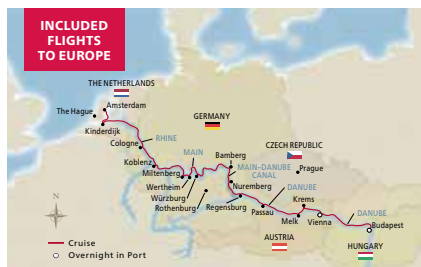 INCLUDED
FLIGHTS
TO EUROPE
THE NETHERLANDS
The Hague
Amsterdam
Kinderdijk
GERMANY
RHINE
Cologne
MAIN
Koblenz
Miltenberg
Bamberg
MAIN–DANUBE
CANAL
CZECH REPUBLIC
Prague
Wertheim
Würzburg
Rothenburg
Nuremberg
DANUBE
Regensburg
Passau
Krems
Melk
Vienna
DANUBE
Budapest
AUSTRIA
HUNGARY
N
Cruise
Overnight in Port